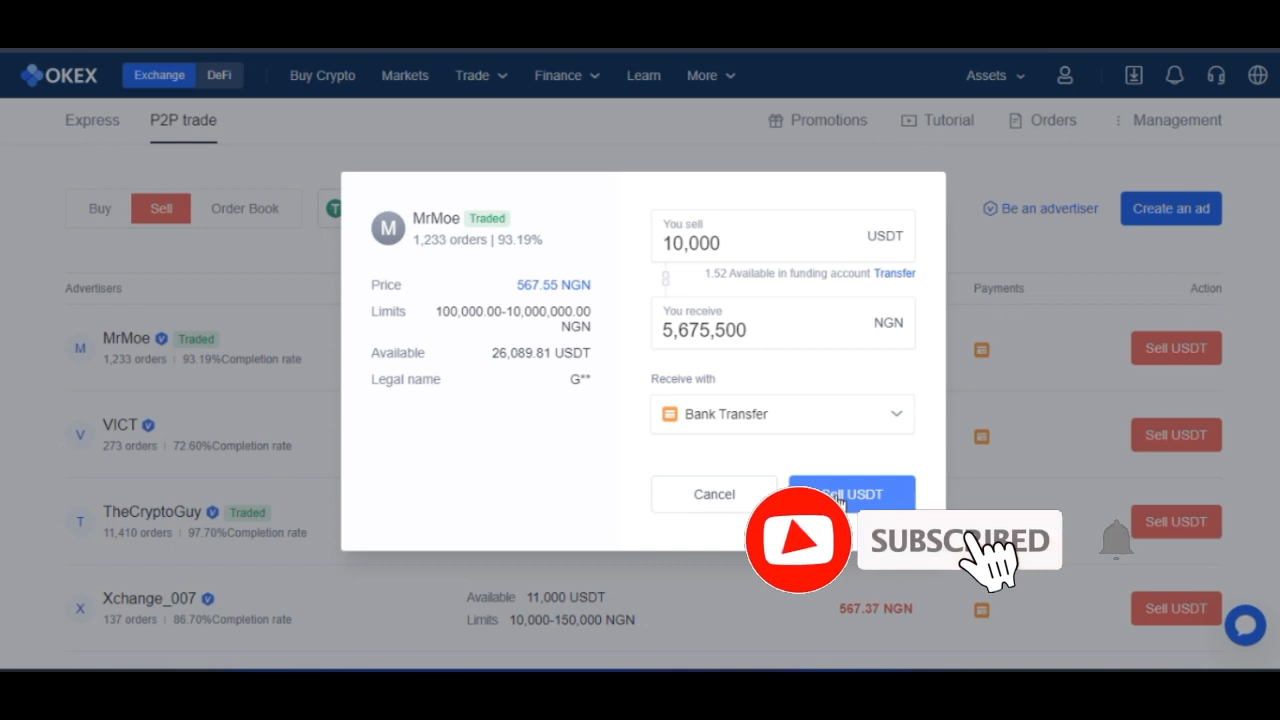 OKEX Exchange DeFi Buy Crypto Markets Trade Finance Learn More Assets
Express P2P trade Promotions Tutorial Orders Management
Buy Sell Order Book T Be an advertiser Create an ad
Advertisers Payments Action
M MrMoe Traded
1,233 orders | 93.19%Completion rate
Sell USDT
V VICT
273 orders | 72.60%Completion rate
Sell USDT
T TheCryptoGuy Traded
11,410 orders | 97.70%Completion rate
Sell USDT
X Xchange_007
137 orders | 86.70%Completion rate
Available 11,000 USDT
Limits 10,000-150,000 NGN
567.37 NGN
Sell USDT
M MrMoe Traded
1,233 orders | 93.19%
Price 567.55 NGN
Limits 100,000.00-10,000,000.00
NGN
Available 26,089.81 USDT
Legal name G**
You sell
10,000 USDT
1.52 Available in funding account Transfer
You receive
5,675,500 NGN
Receive with
Bank Transfer
Cancel Sell USDT
SUBSCRIBED